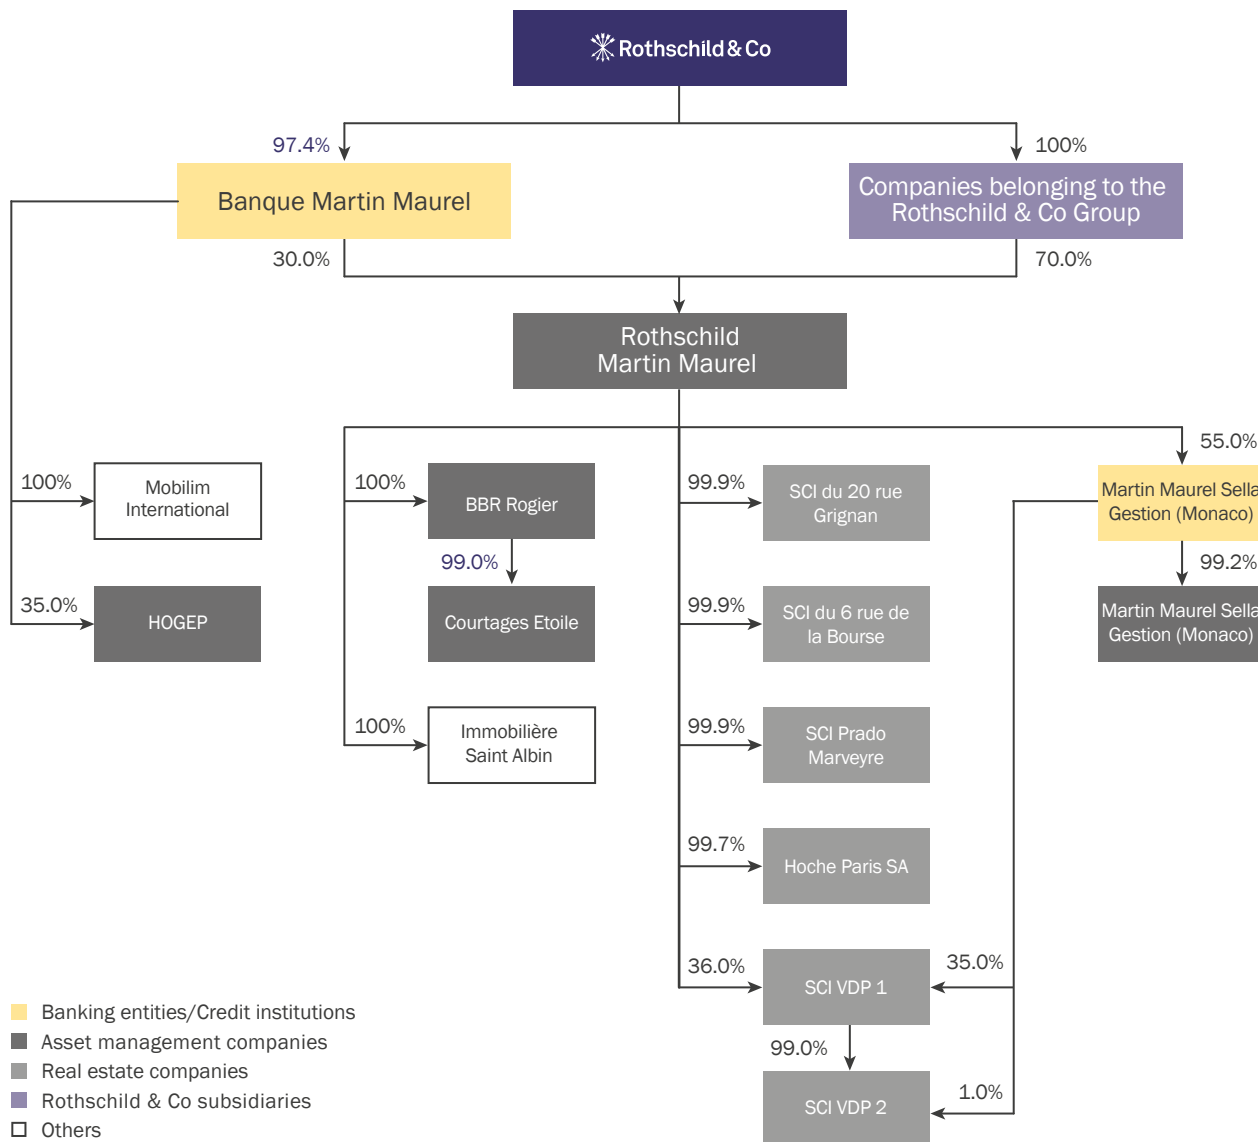 Rothschild & Co
97.4%
100%
Banque Martin Maurel
Companies belonging to the
Rothschild & Co Group
30.0%
70.0%
Rothschild
Martin Maurel
55.0%
100%
Mobilim
International
100%
BBR Rogier
99.9%
SCI du 20 rue
Grignan
Martin Maurel Sella
Gestion (Monaco)
99.0%
99.2%
35.0%
HOGEP
Courtages Etoile
99.9%
SCI du 6 rue de
la Bourse
Martin Maurel Sella
Gestion (Monaco)
100%
Immobilière
Saint Albin
99.9%
SCI Prado
Marveyre
99.7%
Hoche Paris SA
36.0%
SCI VDP 1
35.0%
99.0%
SCI VDP 2
1.0%
Banking entities/Credit institutions
Asset management companies
Real estate companies
Rothschild & Co subsidiaries
Others